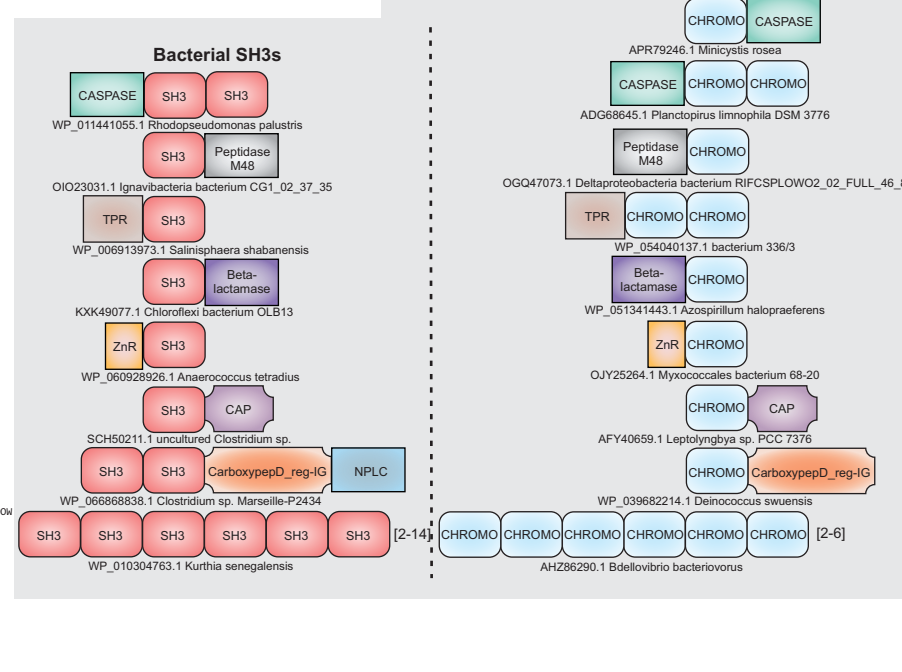 Bacterial SH3s
CASPASE SH3 SH3
WP_011441055.1 Rhodopseudomonas palustris
SH3 Peptidase M48
OIO23031.1 Ignavibacteria bacterium CG1_02_37_35
TPR SH3
WP_006913973.1 Salinisphaera shabanensis
SH3 Beta-lactamase
KXK49077.1 Chloroflexi bacterium OLB13
ZnR SH3
WP_060928926.1 Anaerococcus tetradius
SH3 CAP
SCH50211.1 uncultured Clostridium sp.
SH3 SH3 CarboxypepD_reg-IG NPLC
WP_066868838.1 Clostridium sp. Marseille-P2434
ow
SH3 SH3 SH3 SH3 SH3 SH3 [2-14]
WP_010304763.1 Kurthia senegalensis
CHROMO CASPASE
APR79246.1 Minicystis rosea
CASPASE CHROMO CHROMO
ADG68645.1 Planctopirus limnophila DSM 3776
Peptidase M48 CHROMO
OGQ47073.1 Deltaproteobacteria bacterium RIFCSPLOWO2_02_FULL_46_8
TPR CHROMO CHROMO
WP_054040137.1 bacterium 336/3
Beta-lactamase CHROMO
WP_051341443.1 Azospirillum halopraeferens
ZnR CHROMO
OJY25264.1 Myxococcales bacterium 68-20
CHROMO CAP
AFY40659.1 Leptolyngbya sp. PCC 7376
CHROMO CarboxypepD_reg-IG
WP_039682214.1 Deinococcus swuensis
CHROMO CHROMO CHROMO CHROMO CHROMO CHROMO [2-6]
AHZ86290.1 Bdellovibrio bacteriovorus